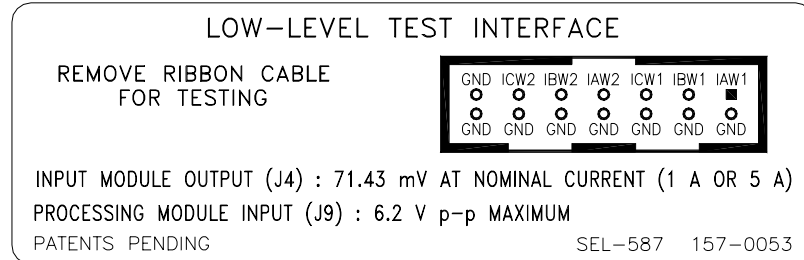 LOW-LEVEL TEST INTERFACE
REMOVE RIBBON CABLE
FOR TESTING
GND ICW2 IBW2 IAW2 ICW1 IBW1 IAW1
GND GND GND GND GND GND GND
INPUT MODULE OUTPUT (J4) : 71.43 mV AT NOMINAL CURRENT (1 A OR 5 A)
PROCESSING MODULE INPUT (J9) : 6.2 V p-p MAXIMUM
PATENTS PENDING SEL-587 157-0053